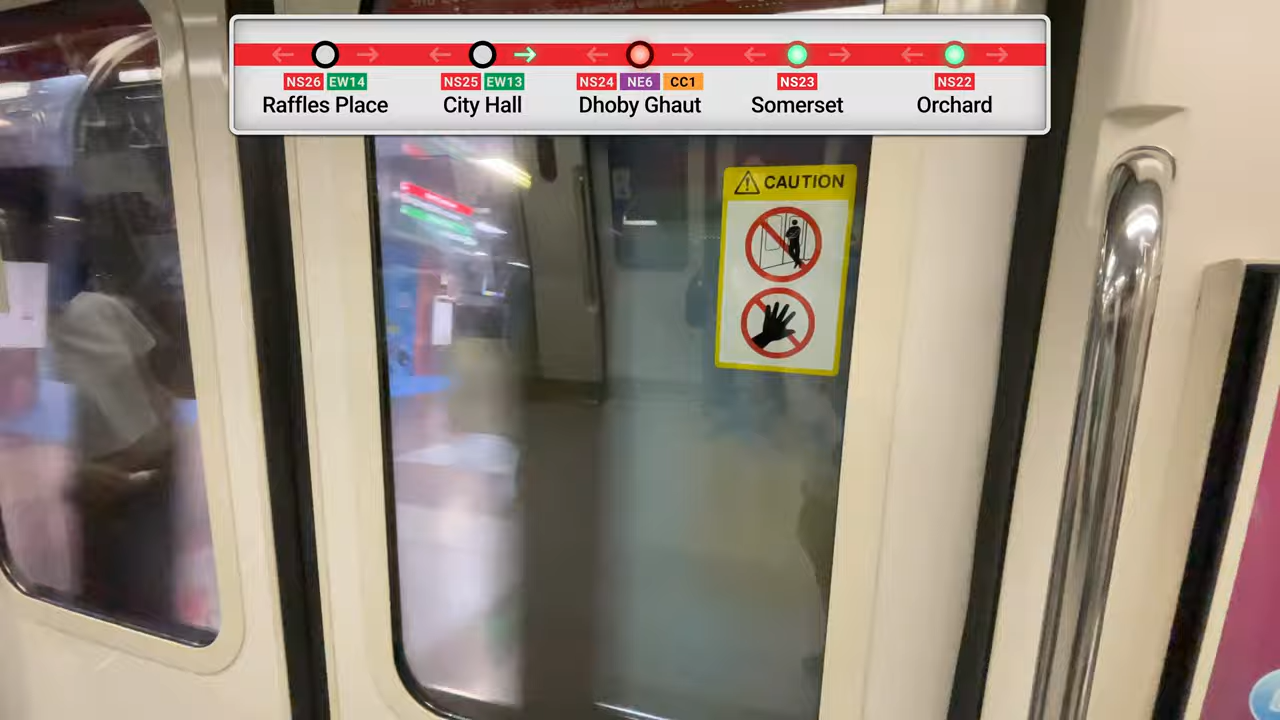 NS26 EW14 NS25 EW13 NS24 NE6 CC1 NS23 NS22
Raffles Place City Hall Dhoby Ghaut Somerset Orchard
CAUTION